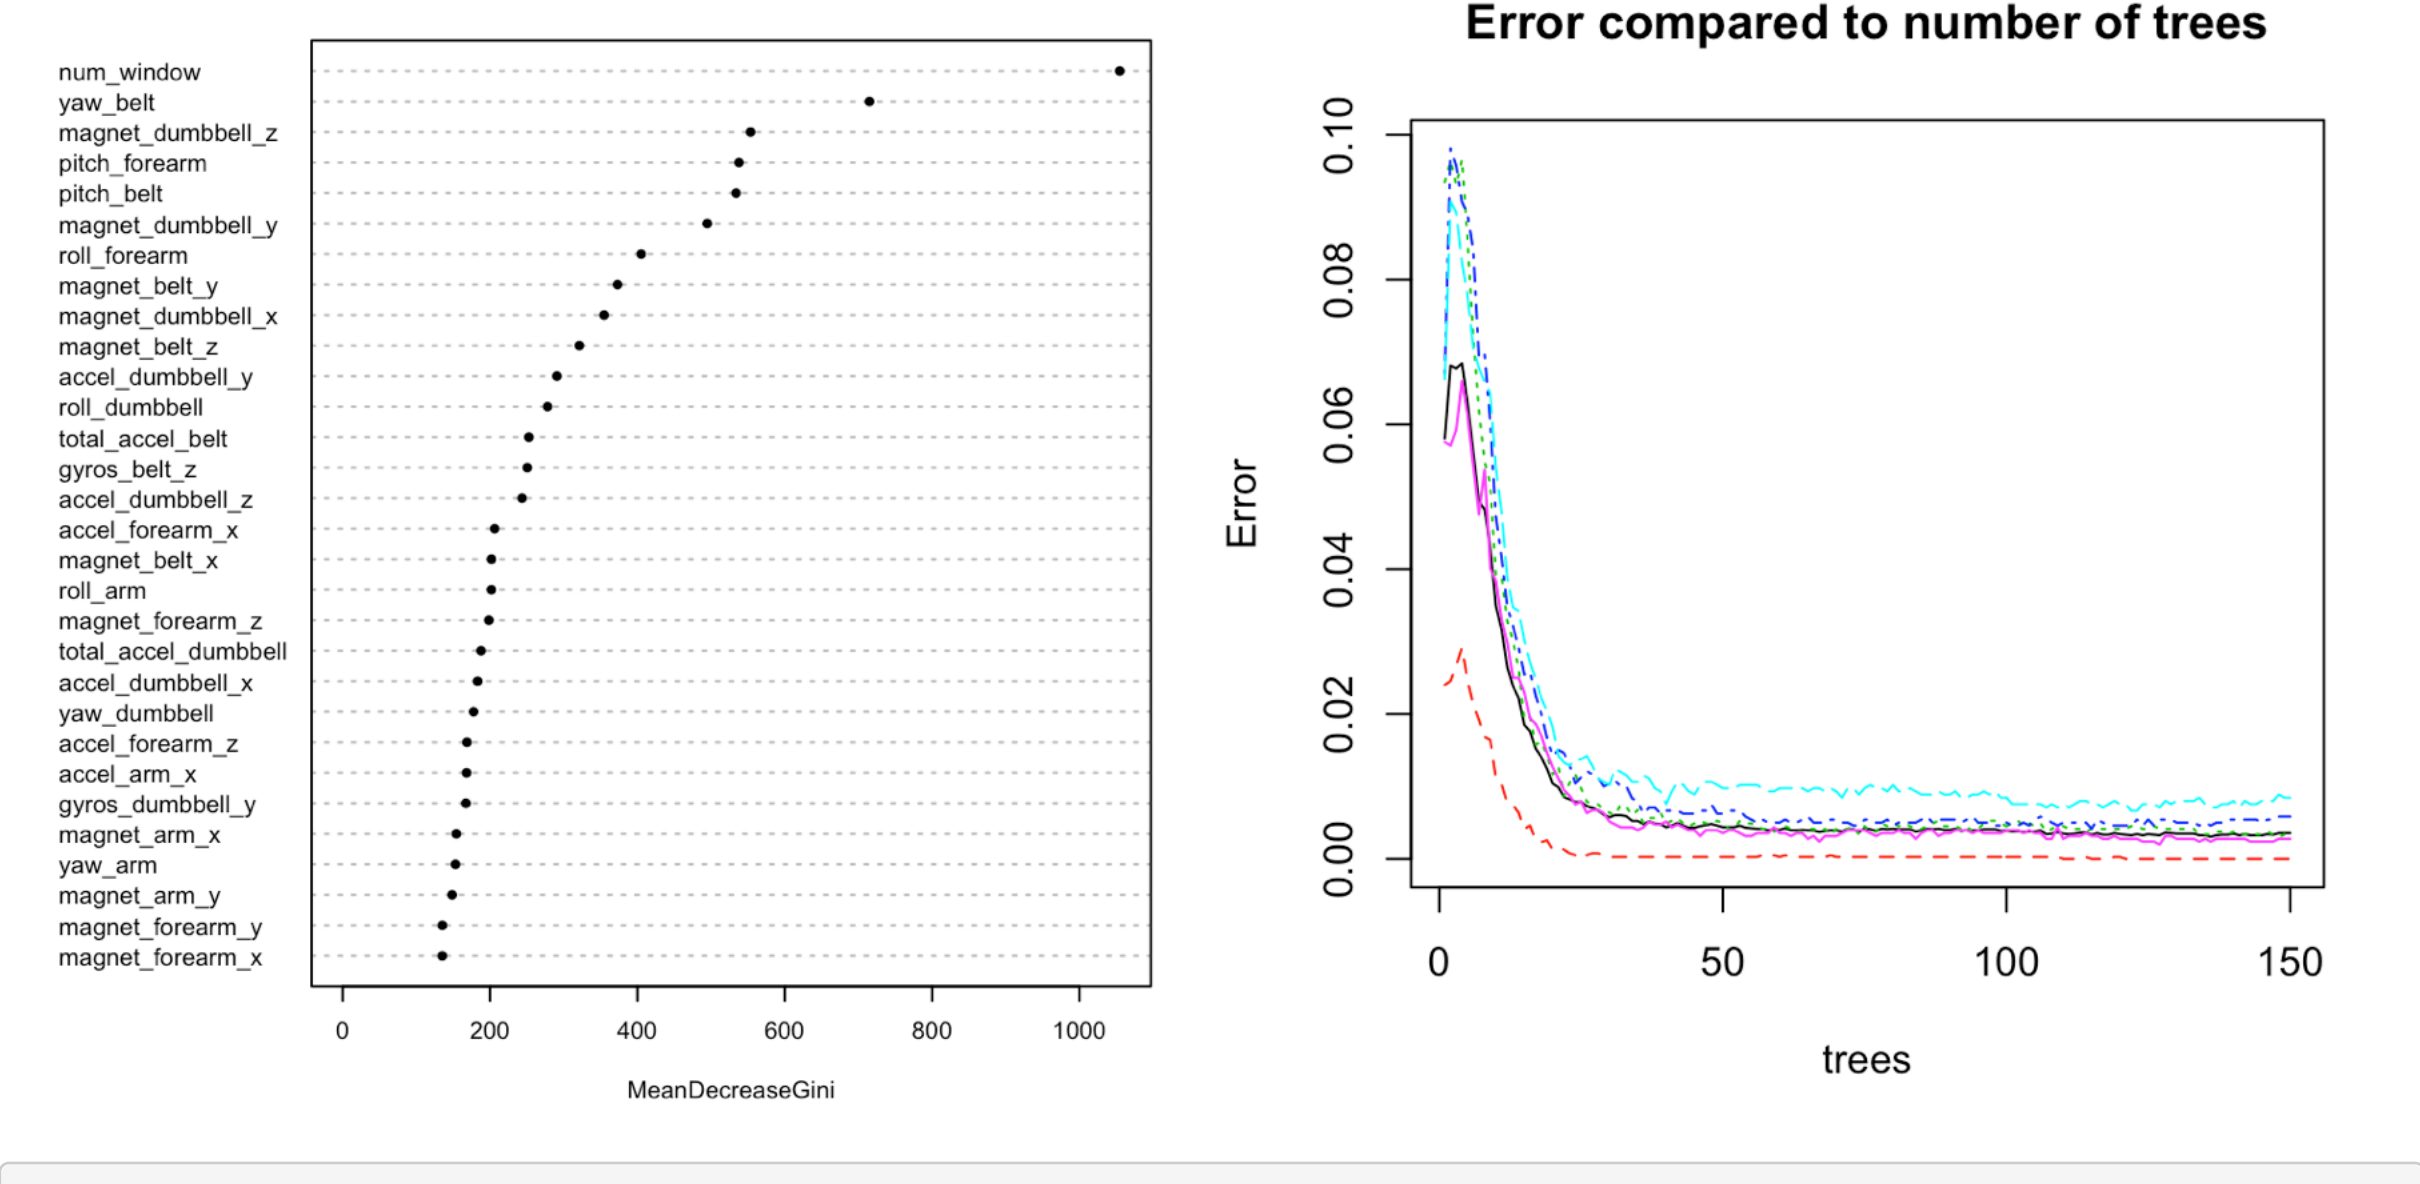 num_window
yaw_belt
magnet_dumbbell_z
pitch_forearm
pitch_belt
magnet_dumbbell_y
roll_forearm
magnet_belt_y
magnet_dumbbell_x
magnet_belt_z
accel_dumbbell_y
roll_dumbbell
total_accel_belt
gyros_belt_z
accel_dumbbell_z
accel_forearm_x
magnet_belt_x
roll_arm
magnet_forearm_z
total_accel_dumbbell
accel_dumbbell_x
yaw_dumbbell
accel_forearm_z
accel_arm_x
gyros_dumbbell_y
magnet_arm_x
yaw_arm
magnet_arm_y
magnet_forearm_y
magnet_forearm_x
0 200 400 600 800 1000
MeanDecreaseGini
Error compared to number of trees
Error
0.10
0.08
0.06
0.04
0.02
0.00
0 50 100 150
trees